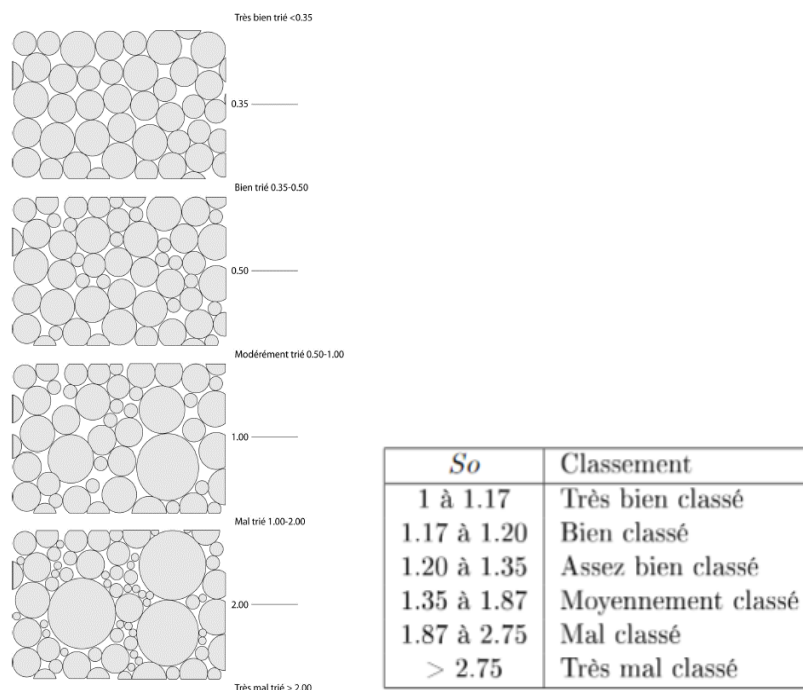 Très bien trié <0.35
0.35
Bien trié 0.35-0.50
0.50
Modérément trié 0.50-1.00
1.00
Mal trié 1.00-2.00
2.00
Très mal trié > 2.00
So Classement
1 à 1.17 Très bien classé
1.17 à 1.20 Bien classé
1.20 à 1.35 Assez bien classé
1.35 à 1.87 Moyennement classé
1.87 à 2.75 Mal classé
> 2.75 Très mal classé